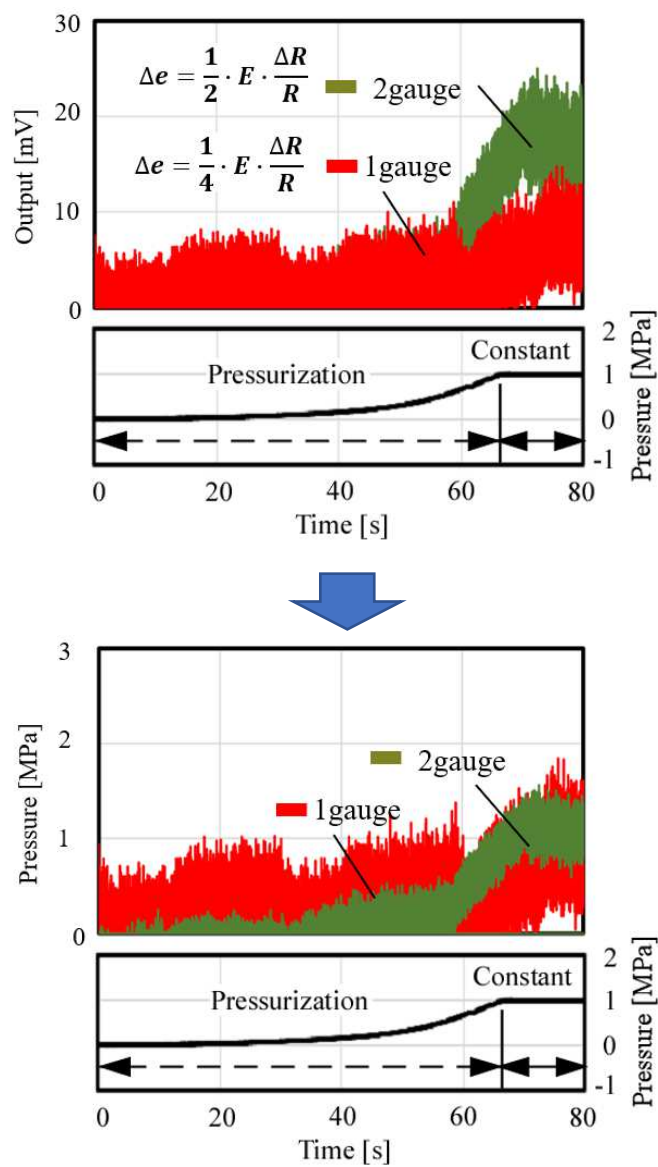 30
20
10
0
Output [mV]
Δe = 1/2 · E · ΔR/R
2gauge
Δe = 1/4 · E · ΔR/R
1gauge
Pressurization
Constant
2
1
0
-1
Pressure [MPa]
0 20 40 60 80
Time [s]
3
2
1
0
Pressure [MPa]
2gauge
1gauge
Pressurization
Constant
2
1
0
-1
Pressure [MPa]
0 20 40 60 80
Time [s]